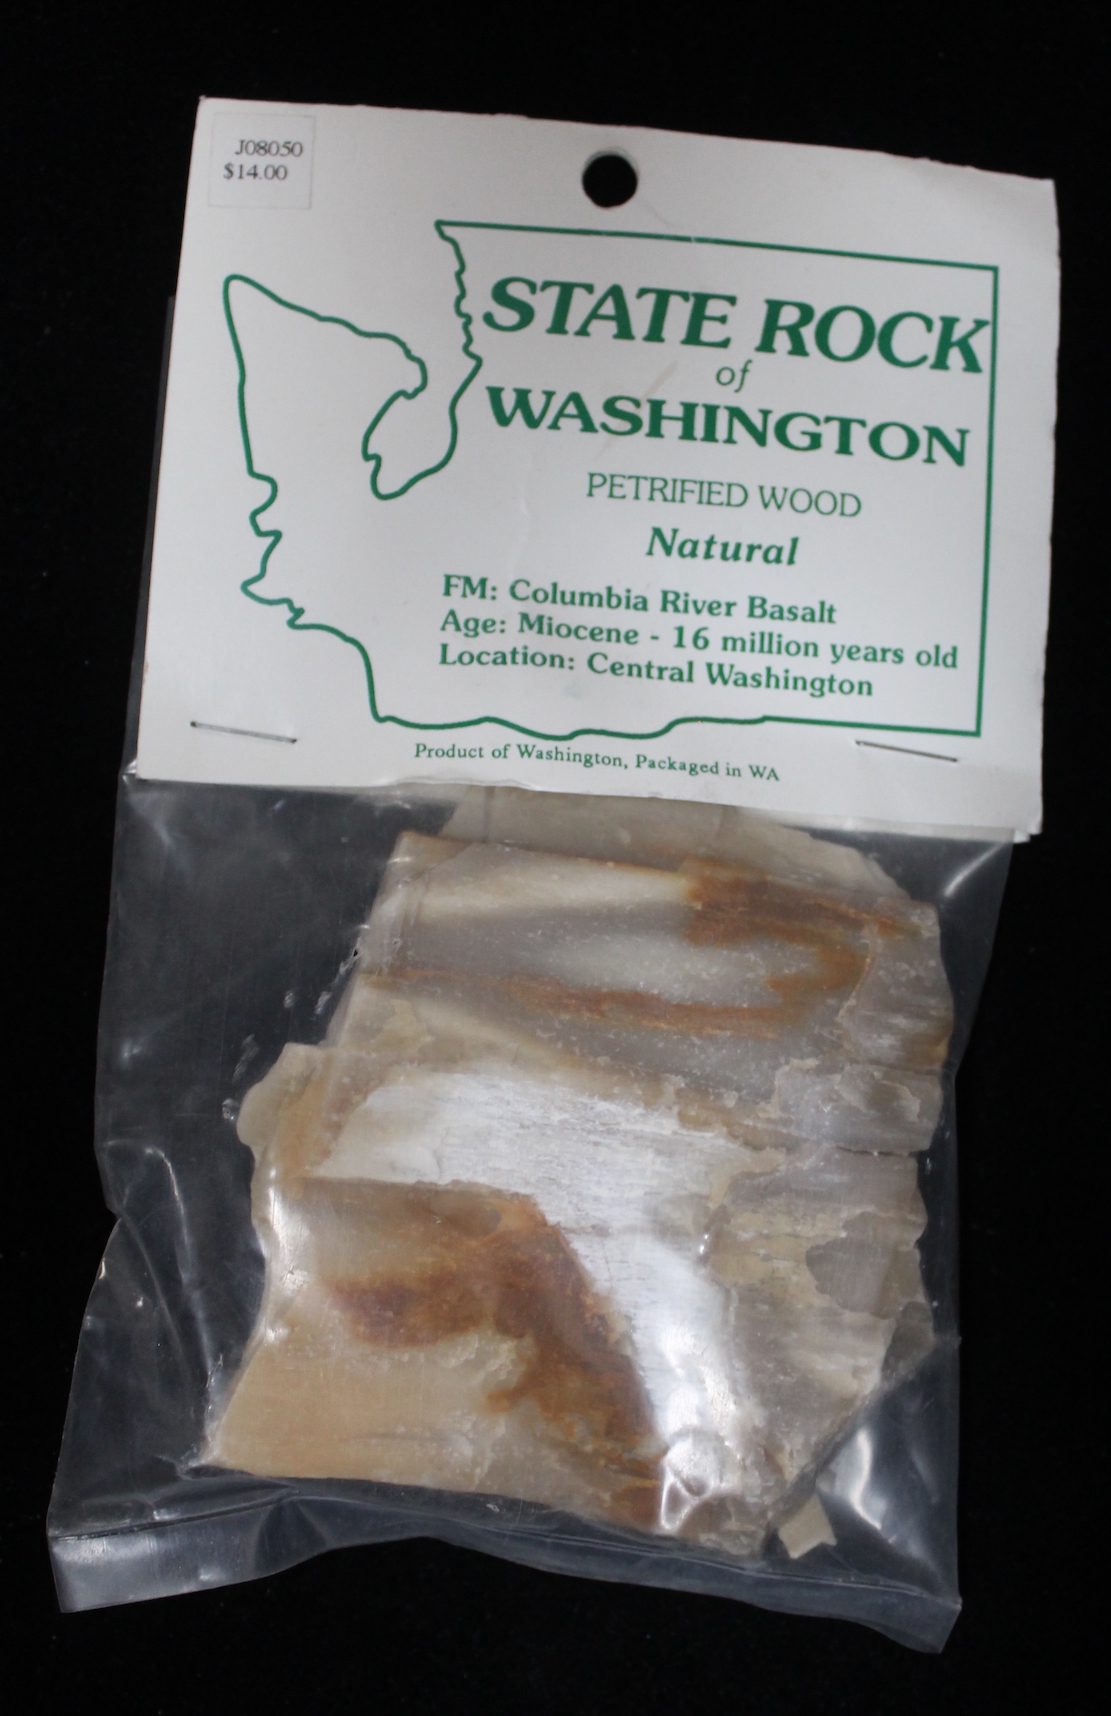 J08050
$14.00
STATE ROCK
of
WASHINGTON
PETRIFIED WOOD
Natural
FM: Columbia River Basalt
Age: Miocene - 16 million years old
Location: Central Washington
Product of Washington, Packaged in WA